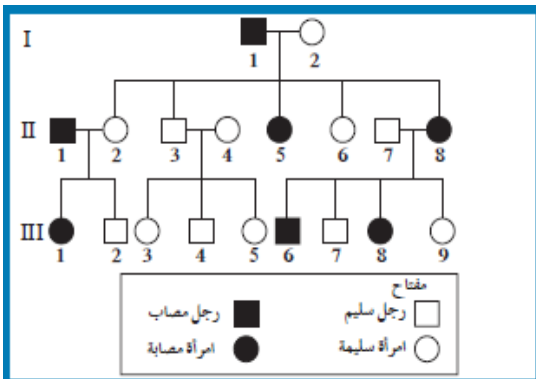 I
1 2
II
1 2 3 4 5 6 7 8
III
1 2 3 4 5 6 7 8 9
مفتاح
رجل سليم رجل مصاب
امرأة سليمة امرأة مصابة